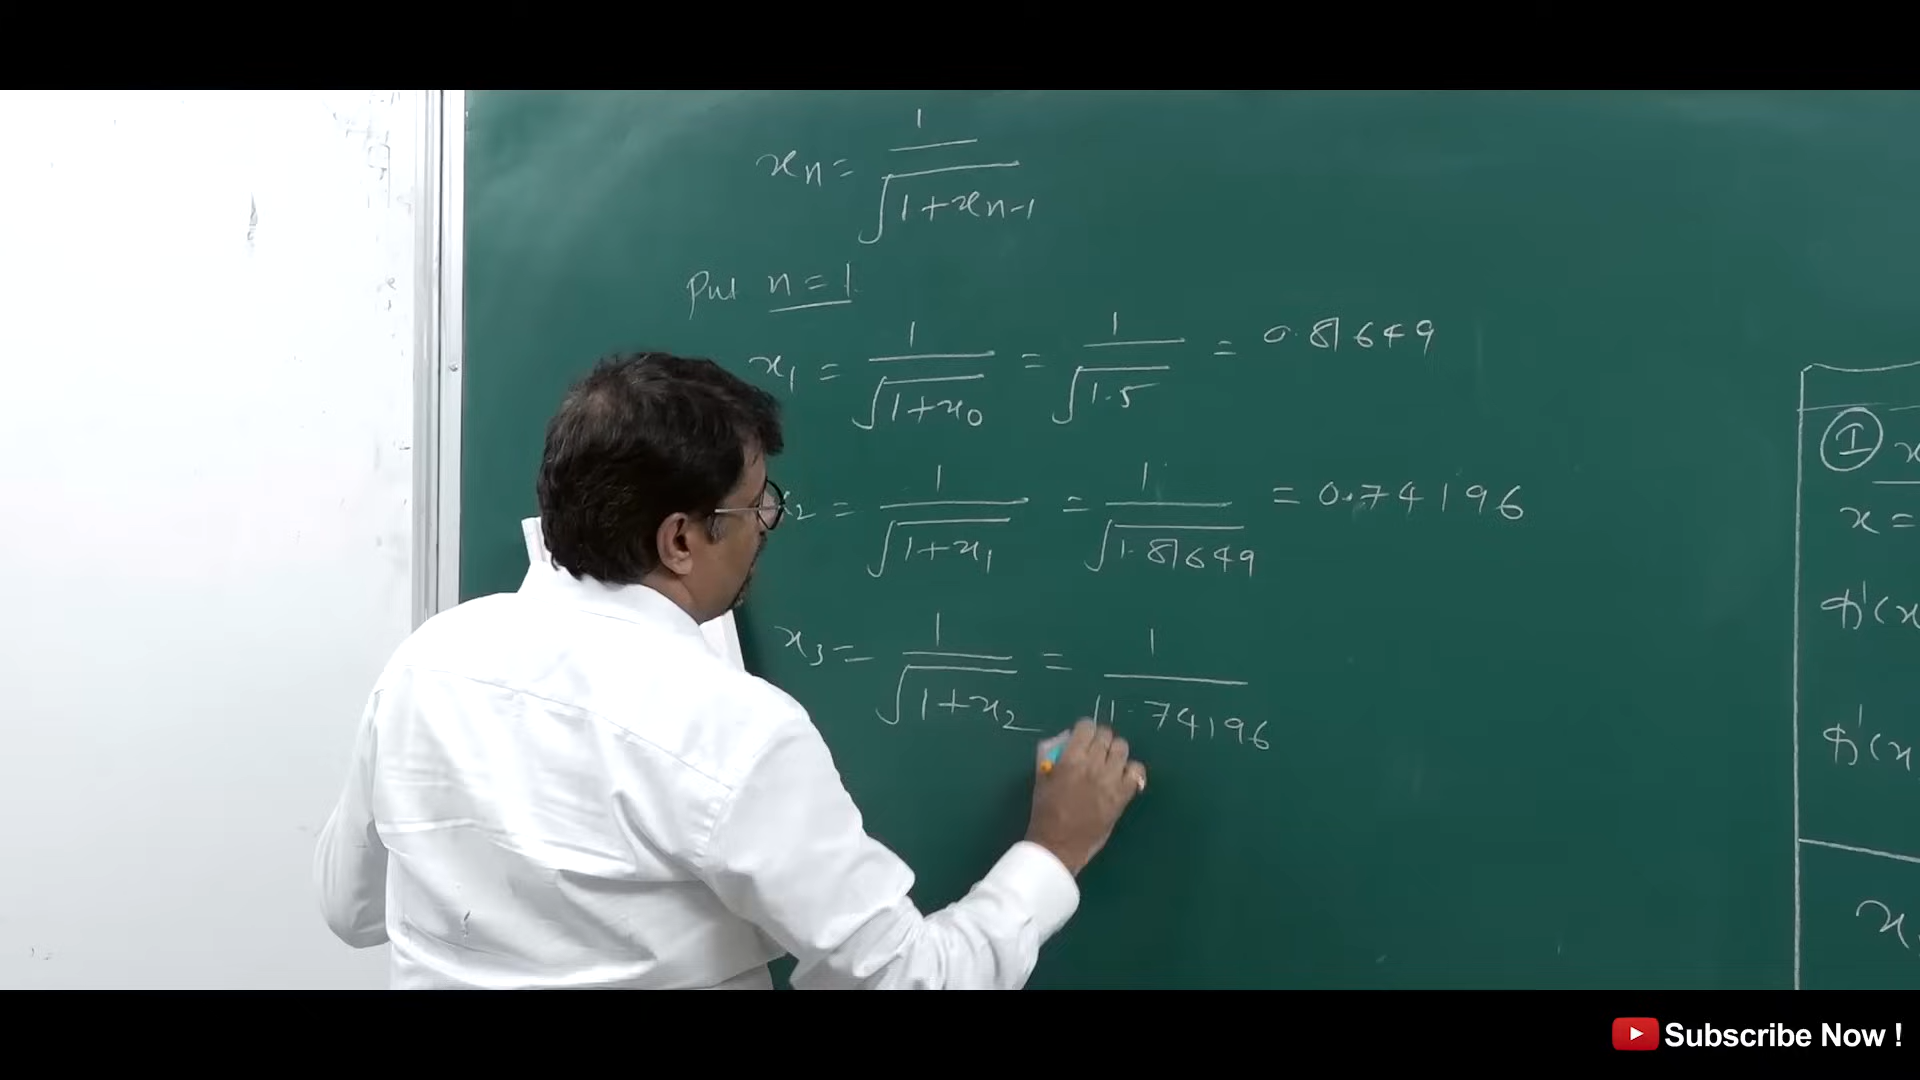 xₙ = 1/√(1+xₙ₋₁)
Put n = 1
x₁ = 1/√(1+x₀) = 1/√1.5 = 0.81649
x₂ = 1/√(1+x₁) = 1/√1.81649 = 0.74196
x₃ = 1/√(1+x₂) = 1/√1.74196
I x
x =
ϕ'(x
ϕ'(x
x
Subscribe Now !